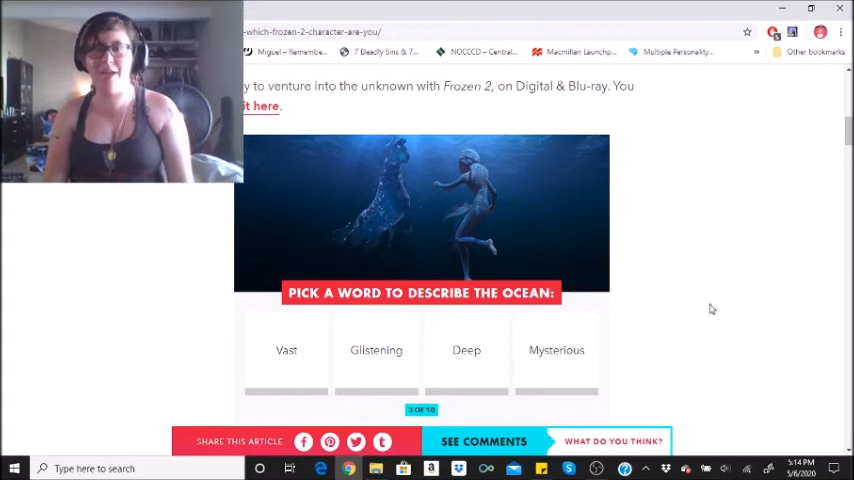 -which-frozen-2-character-are-you/
Miguel – Remembe...
7 Deadly Sins & 7...
NOCCCD – Central...
Macmillan Launchp...
Multiple Personality...
»
Other bookmarks
y to venture into the unknown with Frozen 2, on Digital & Blu-ray. You
it here.
PICK A WORD TO DESCRIBE THE OCEAN:
Vast
Glistening
Deep
Mysterious
3 OF 10
SHARE THIS ARTICLE
SEE COMMENTS
WHAT DO YOU THINK?
Type here to search
5:14 PM
5/6/2020